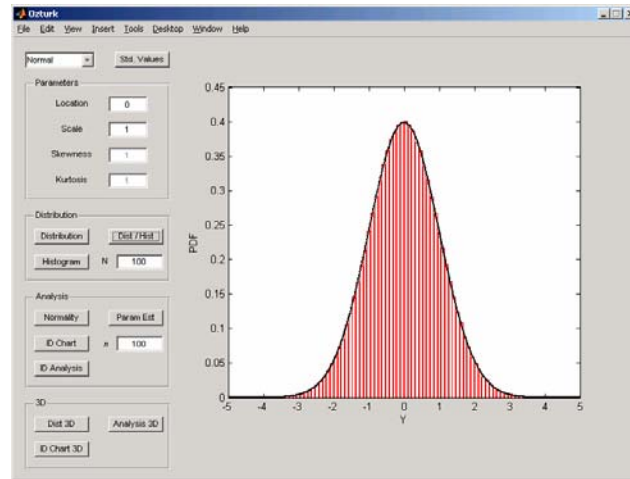 Ozturk
File Edit View Insert Tools Desktop Window Help
Normal
Std. Values
Parameters
Location 0
Scale 1
Skewness 1
Kurtosis 1
Distribution
Distribution Dist / Hist
Histogram N 100
Analysis
Normality Param Est
ID Chart n 100
ID Analysis
3D
Dist 3D Analysis 3D
ID Chart 3D
0.45
0.4
0.35
0.3
0.25
0.2
0.15
0.1
0.05
0
PDF
-5 -4 -3 -2 -1 0 1 2 3 4 5
Y